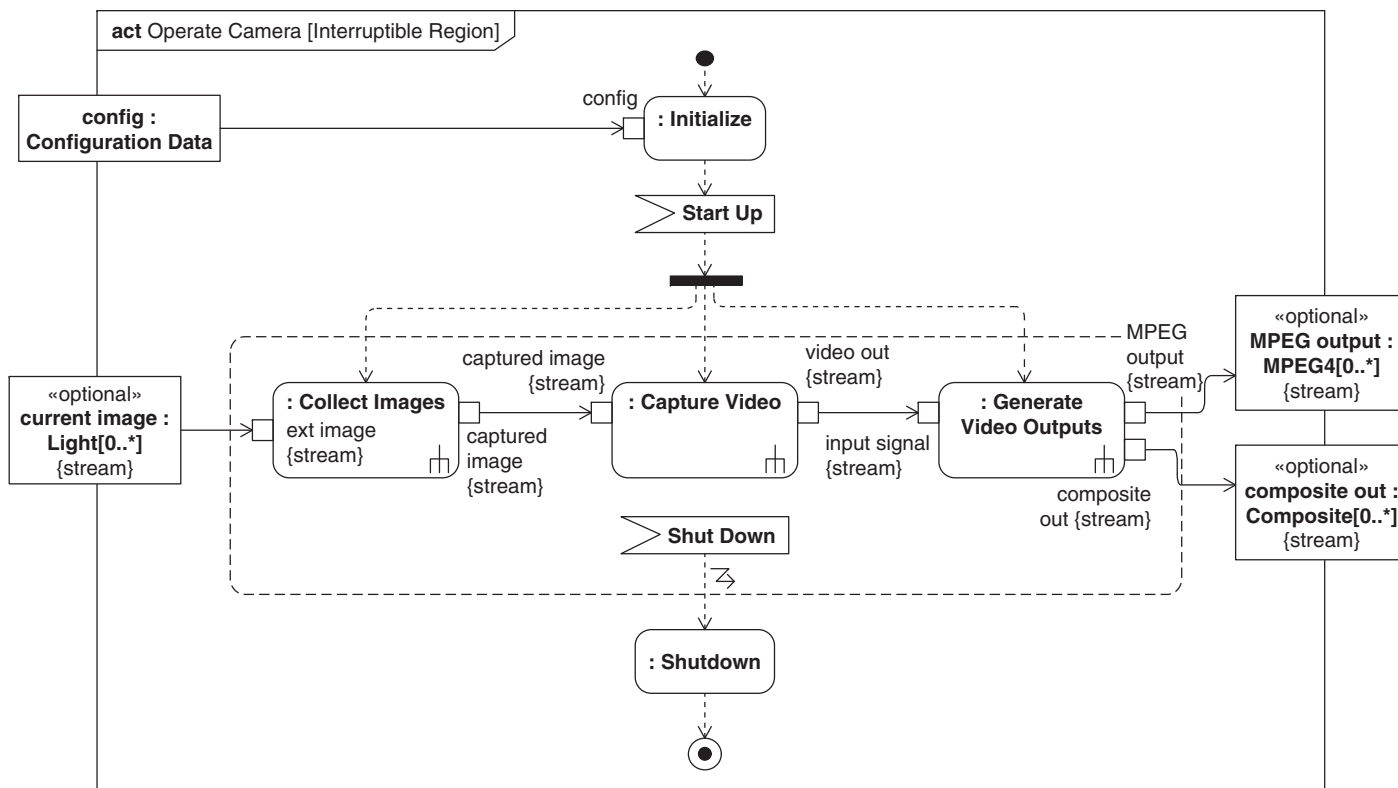 act Operate Camera [Interruptible Region]
config :
Configuration Data
config
: Initialize
Start Up
«optional»
current image :
Light[0..*]
{stream}
: Collect Images
ext image
{stream}
captured image
{stream}
captured
image
{stream}
: Capture Video
video out
{stream}
input signal
{stream}
: Generate
Video Outputs
MPEG
output
{stream}
composite
out {stream}
«optional»
MPEG output :
MPEG4[0..*]
{stream}
«optional»
composite out :
Composite[0..*]
{stream}
Shut Down
: Shutdown